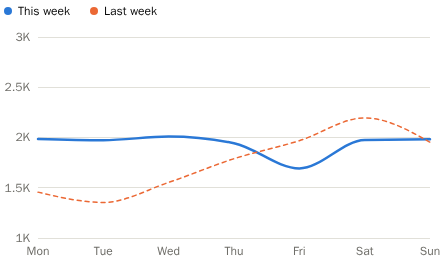 This week Last week
3K
2.5K
2K
1.5K
1K
Mon Tue Wed Thu Fri Sat Sun